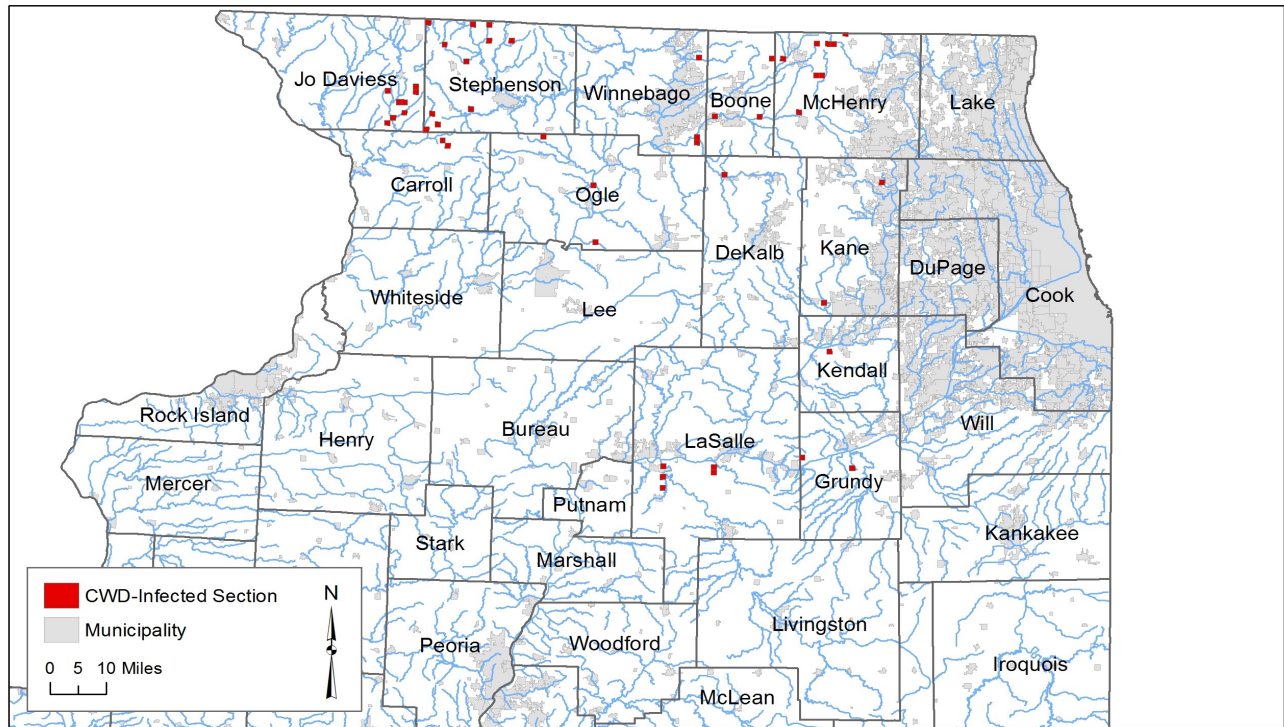 Jo Daviess
Stephenson
Winnebago
Boone
McHenry
Lake
Carroll
Ogle
DeKalb
Kane
DuPage
Cook
Whiteside
Lee
Kendall
Rock Island
Henry
Bureau
LaSalle
Will
Mercer
Putnam
Grundy
Stark
Marshall
Kankakee
Peoria
Woodford
Livingston
Iroquois
McLean
CWD-Infected Section
N
Municipality
0 5 10 Miles